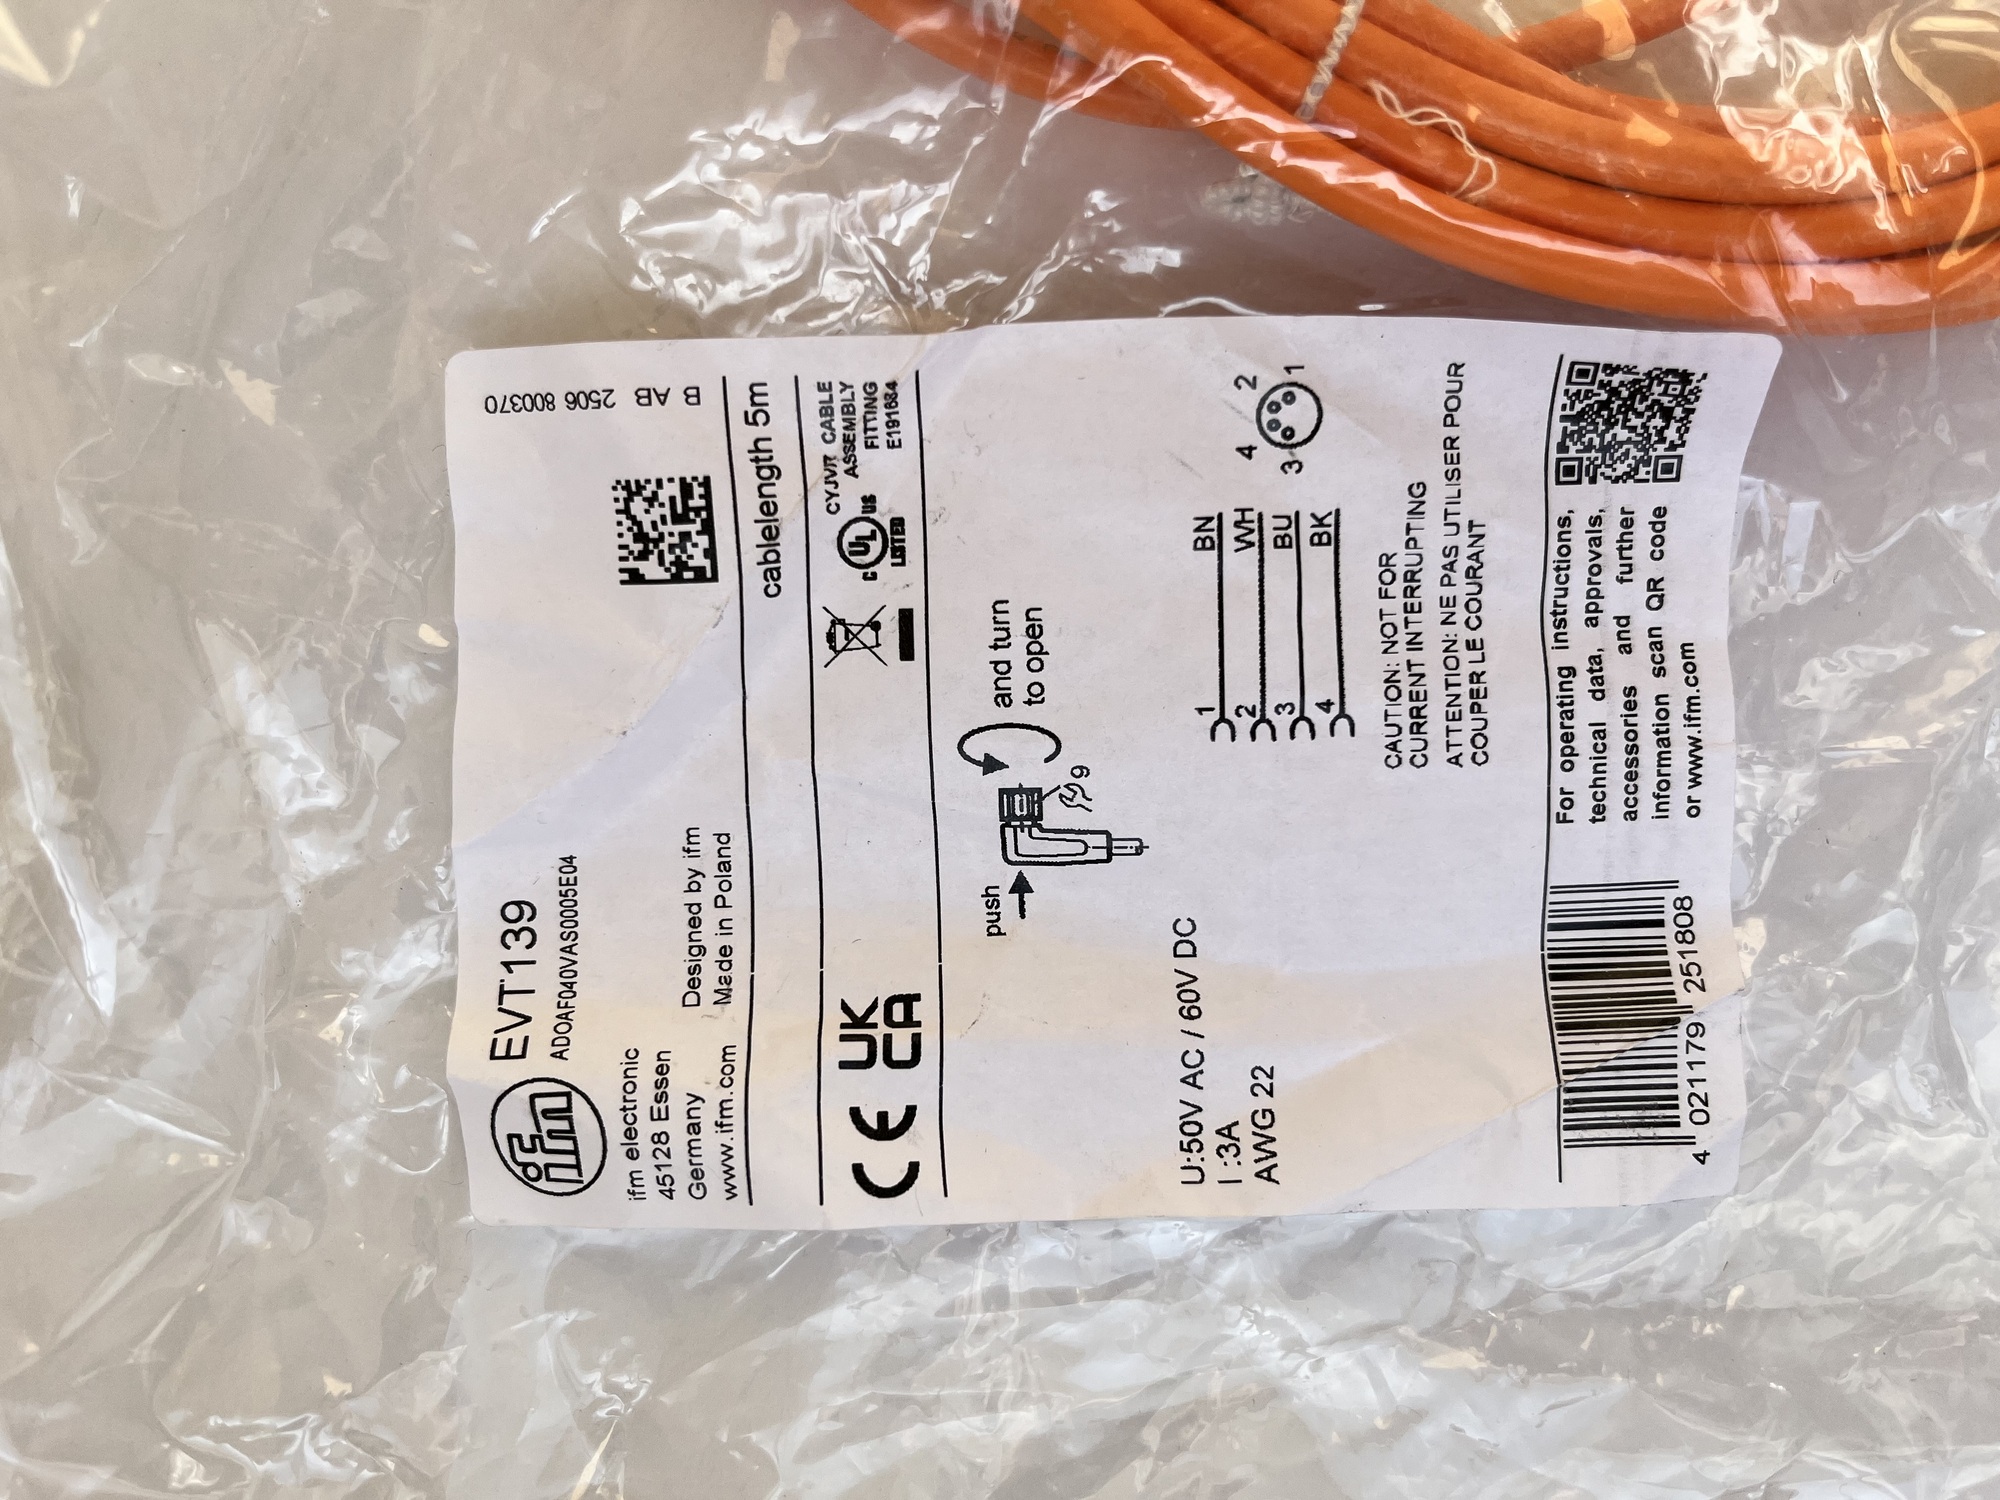 ifm
EVT139
ADOAF040VAS0005E04
B AB 2506 800370
ifm electronic
45128 Essen
Germany
www.ifm.com
Designed by ifm
Made in Poland
cablelength 5m
CE
UK
CA
c UL us
LISTED
CYJV7 CABLE
ASSEMBLY
FITTING
E191684
push
9
and turn
to open
U:50V AC / 60V DC
I :3A
AWG 22
1 BN
2 WH
3 BU
4 BK
4 2
3 1
CAUTION: NOT FOR
CURRENT INTERRUPTING
ATTENTION: NE PAS UTILISER POUR
COUPER LE COURANT
4 021179 251808
For operating instructions,
technical data, approvals,
accessories and further
information scan QR code
or www.ifm.com